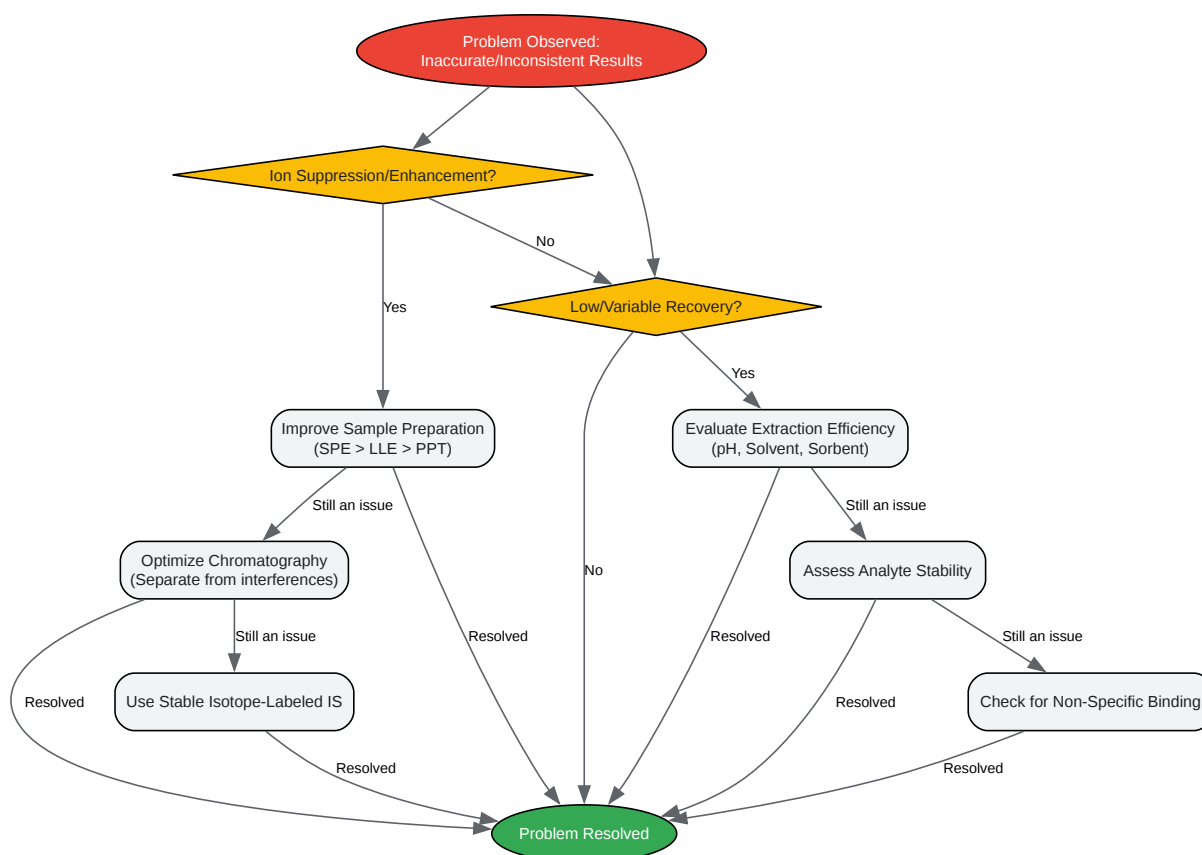 Problem Observed:
Inaccurate/Inconsistent Results
Ion Suppression/Enhancement?
No
Low/Variable Recovery?
Yes
Yes
Improve Sample Preparation
(SPE > LLE > PPT)
Evaluate Extraction Efficiency
(pH, Solvent, Sorbent)
Still an issue
Still an issue
Optimize Chromatography
(Separate from interferences)
No
Assess Analyte Stability
Still an issue
Resolved
Resolved
Still an issue
Resolved
Use Stable Isotope-Labeled IS
Resolved
Check for Non-Specific Binding
Resolved
Resolved
Problem Resolved